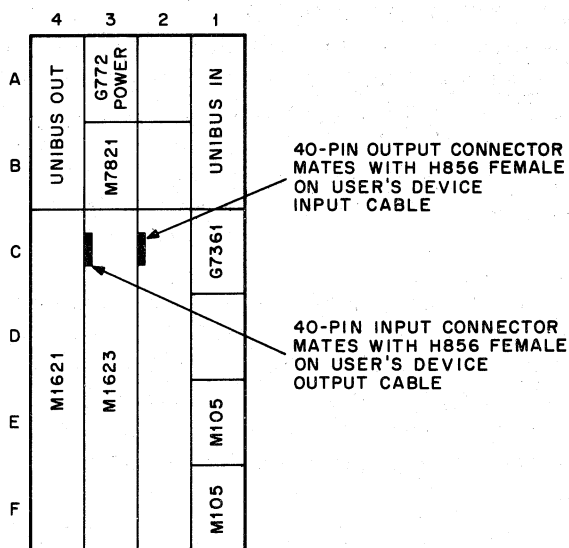 4 3 2 1
A
B
C
D
E
F
UNIBUS OUT
G772
POWER
M7821
UNIBUS IN
G7361
M1621
M1623
M105
M105
40-PIN OUTPUT CONNECTOR
MATES WITH H856 FEMALE
ON USER'S DEVICE
INPUT CABLE
40-PIN INPUT CONNECTOR
MATES WITH H856 FEMALE
ON USER'S DEVICE
OUTPUT CABLE